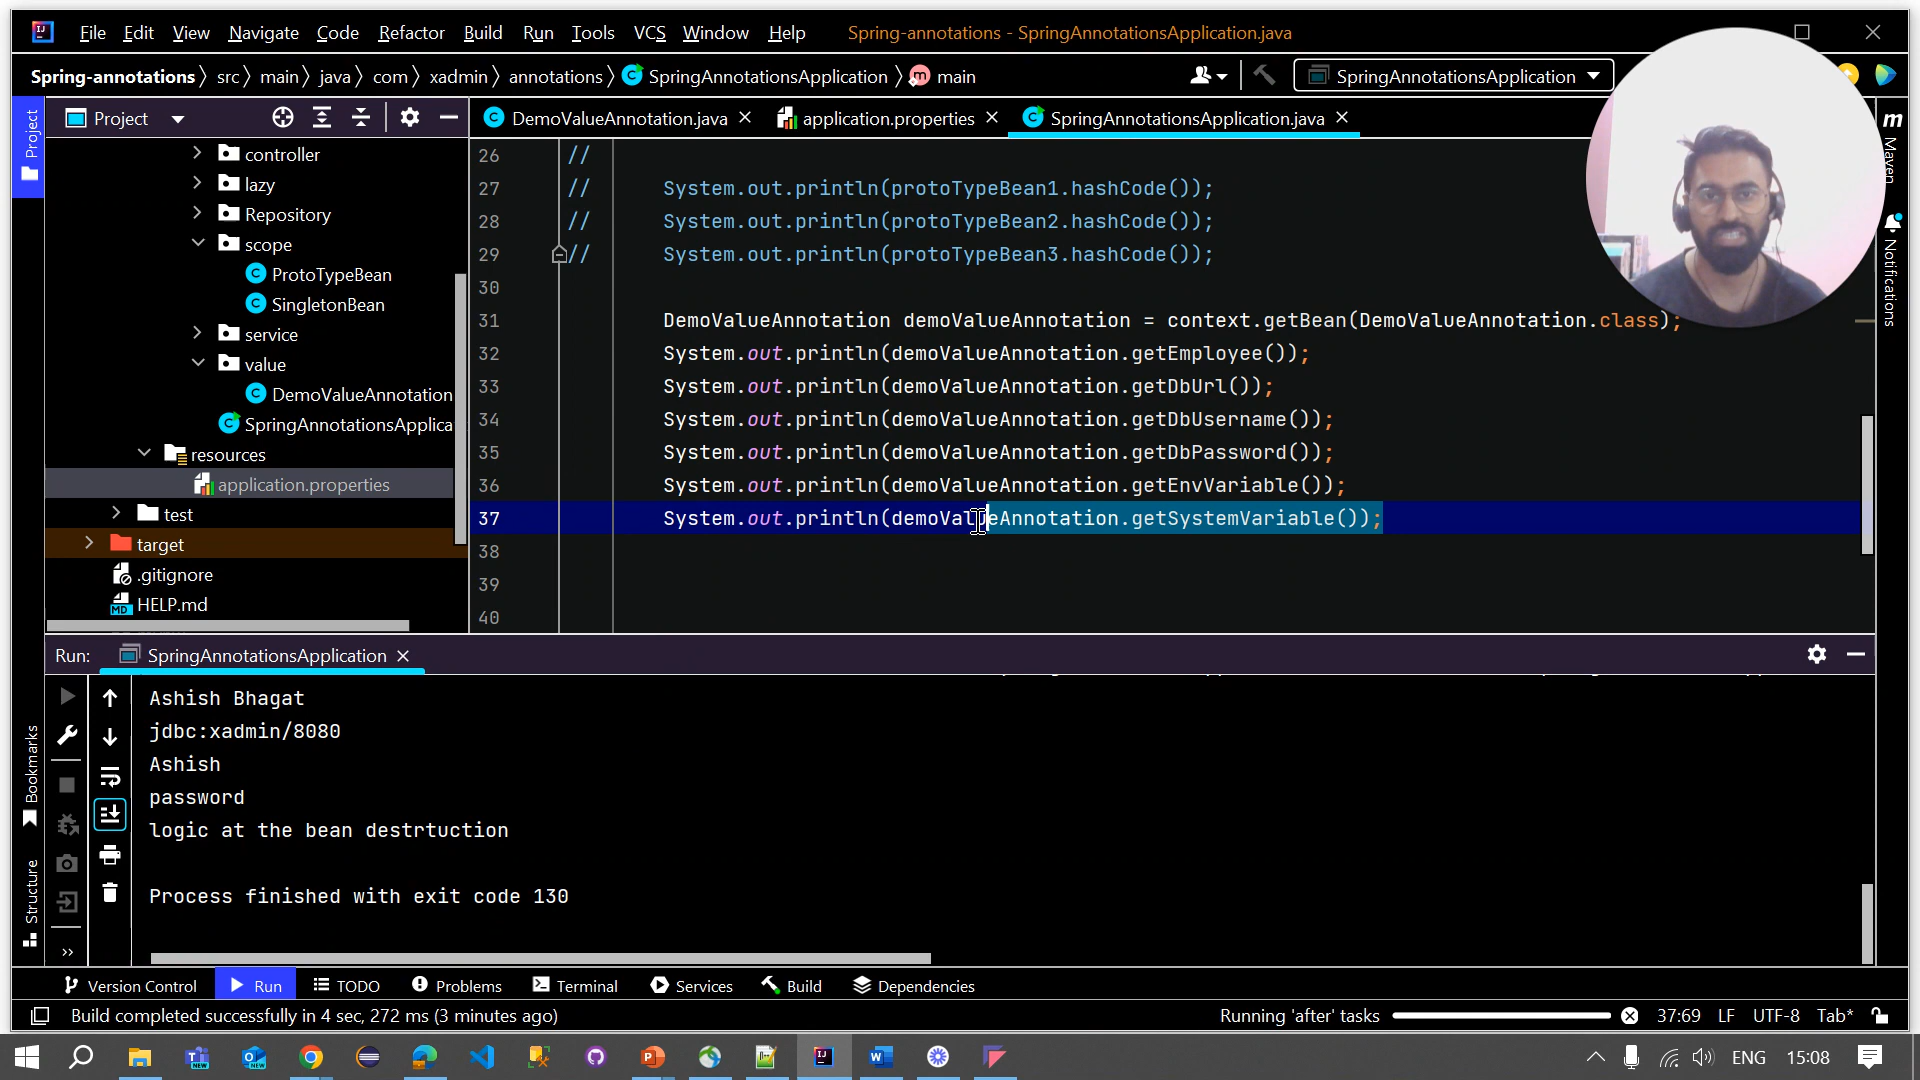 File Edit View Navigate Code Refactor Build Run Tools VCS Window Help Spring-annotations - SpringAnnotationsApplication.java
Spring-annotations src main java com xadmin annotations SpringAnnotationsApplication main SpringAnnotationsApplication
Project
DemoValueAnnotation.java application.properties SpringAnnotationsApplication.java
Project
controller
lazy
Repository
scope
ProtoTypeBean
SingletonBean
service
value
DemoValueAnnotation
SpringAnnotationsApplica
resources
application.properties
test
target
.gitignore
HELP.md
26 //
27 // System.out.println(protoTypeBean1.hashCode());
28 // System.out.println(protoTypeBean2.hashCode());
29 // System.out.println(protoTypeBean3.hashCode());
30
31 DemoValueAnnotation demoValueAnnotation = context.getBean(DemoValueAnnotation.class);
32 System.out.println(demoValueAnnotation.getEmployee());
33 System.out.println(demoValueAnnotation.getDbUrl());
34 System.out.println(demoValueAnnotation.getDbUsername());
35 System.out.println(demoValueAnnotation.getDbPassword());
36 System.out.println(demoValueAnnotation.getEnvVariable());
37 System.out.println(demoValueAnnotation.getSystemVariable());
38
39
40
Maven
Notifications
Run: SpringAnnotationsApplication
Ashish Bhagat
jdbc:xadmin/8080
Ashish
password
logic at the bean destrtuction
Process finished with exit code 130
Bookmarks
Structure
Version Control Run TODO Problems Terminal Services Build Dependencies
Build completed successfully in 4 sec, 272 ms (3 minutes ago) Running 'after' tasks 37:69 LF UTF-8 Tab*
ENG 15:08